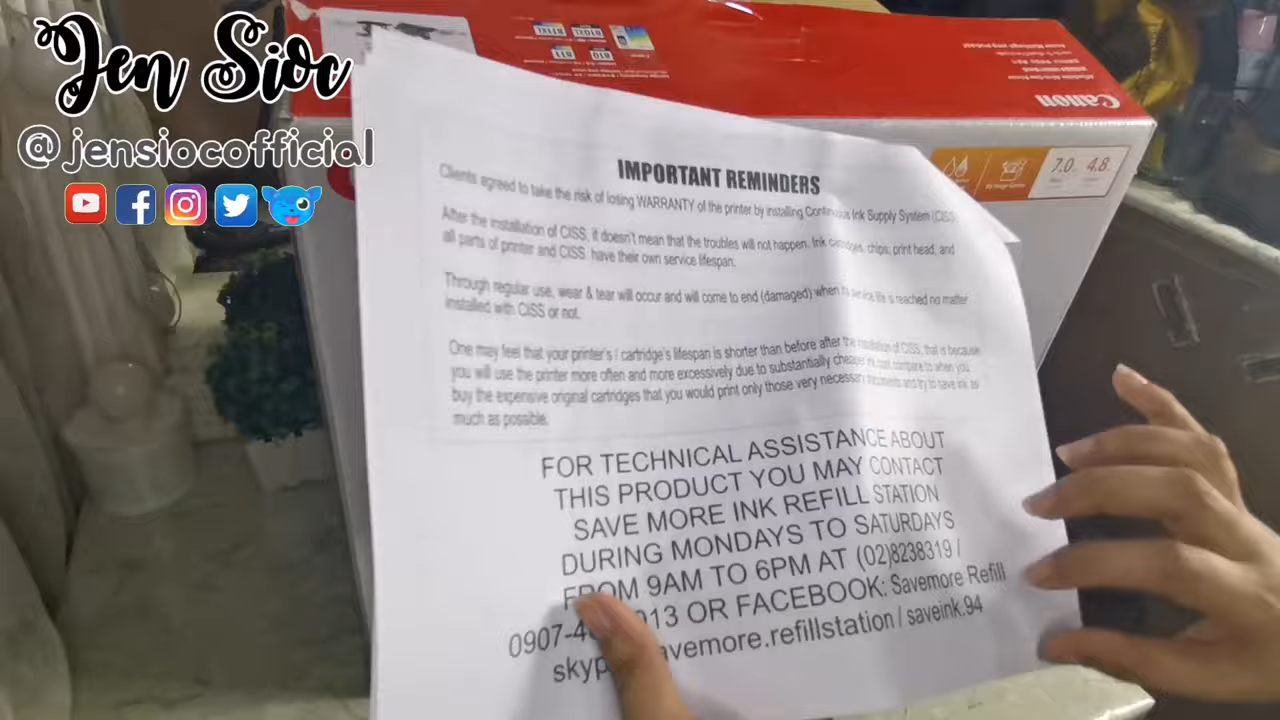 Jen Sioc
@jensiocofficial
Canon
7.0 4.8
IMPORTANT REMINDERS
Clients agreed to take the risk of losing WARRANTY of the printer by installing Continuous Ink Supply System (CISS)
After the installation of CISS, it doesn't mean that the troubles will not happen. Ink cartridges, chips, print head, and
all parts of printer and CISS, have their own service lifespan.
Through regular use, wear & tear will occur and will come to end (damaged) when its service life is reached no matter
installed with CISS or not.
One may feel that your printer's / cartridge's lifespan is shorter than before after the installation of CISS, that is because
you will use the printer more often and more excessively due to substantially cheaper ink cost compare to when you
buy the expensive original cartridges that you would print only those very necessary documents and try to save ink as
much as possible.
FOR TECHNICAL ASSISTANCE ABOUT
THIS PRODUCT YOU MAY CONTACT
SAVE MORE INK REFILL STATION
DURING MONDAYS TO SATURDAYS
FROM 9AM TO 6PM AT (02)8238319 /
013 OR FACEBOOK: Savemore Refill
/ saveink.94